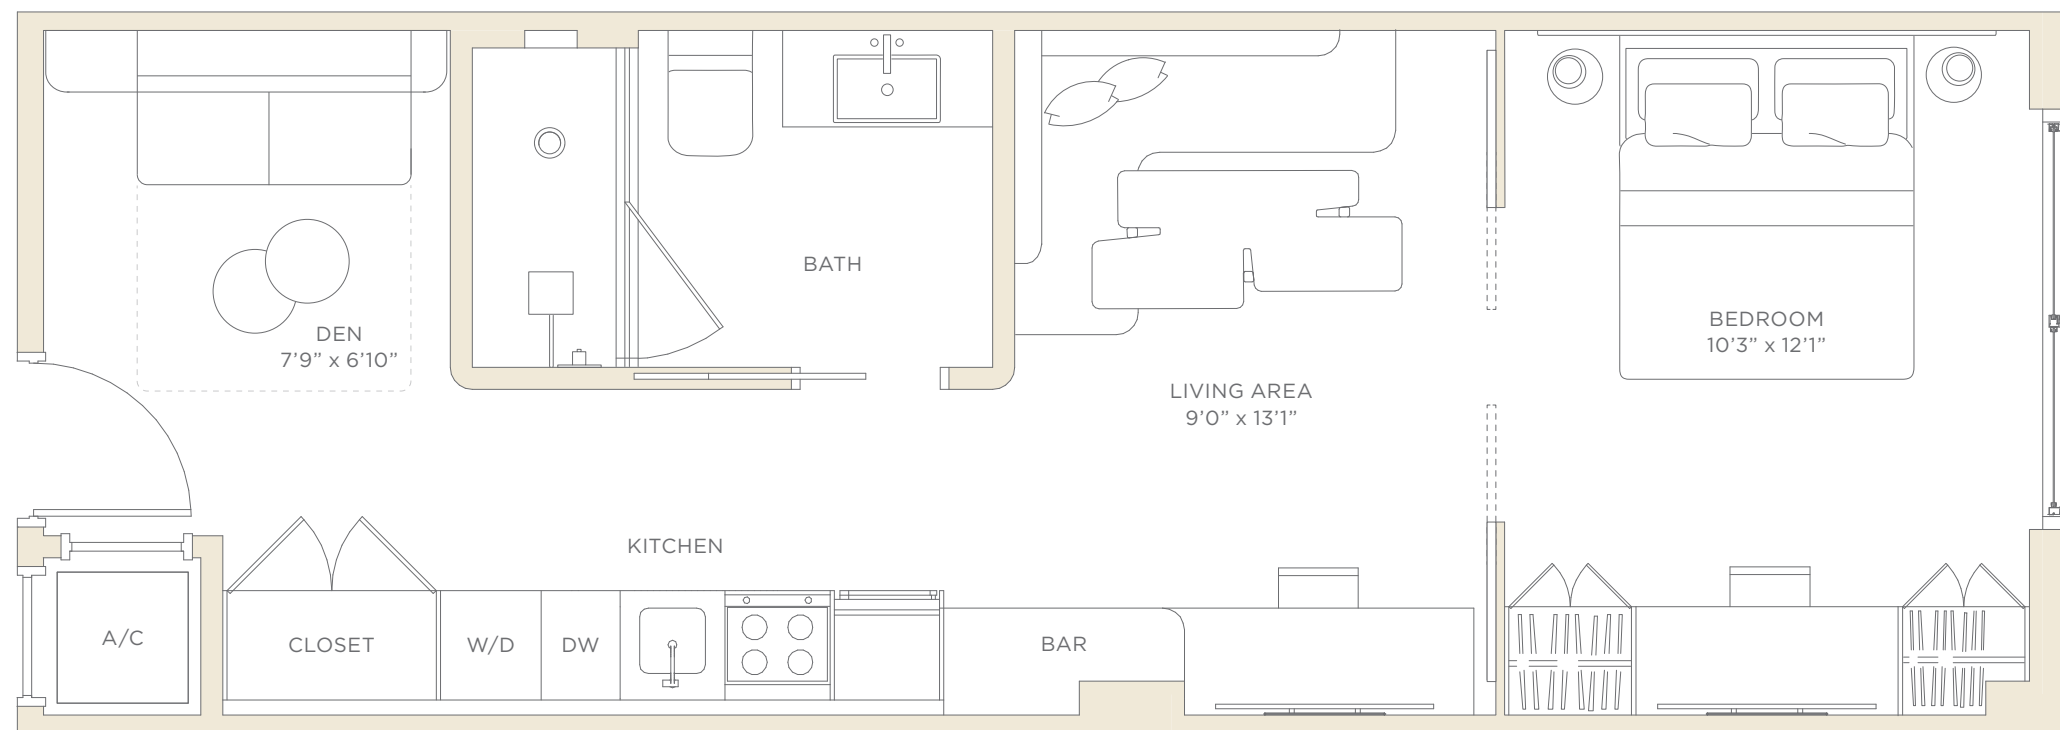 BATH
DEN
7’9” x 6’10”
BEDROOM
10’3” x 12’1”
LIVING AREA
9’0” x 13’1”
KITCHEN
A/C
CLOSET
W/D
DW
BAR